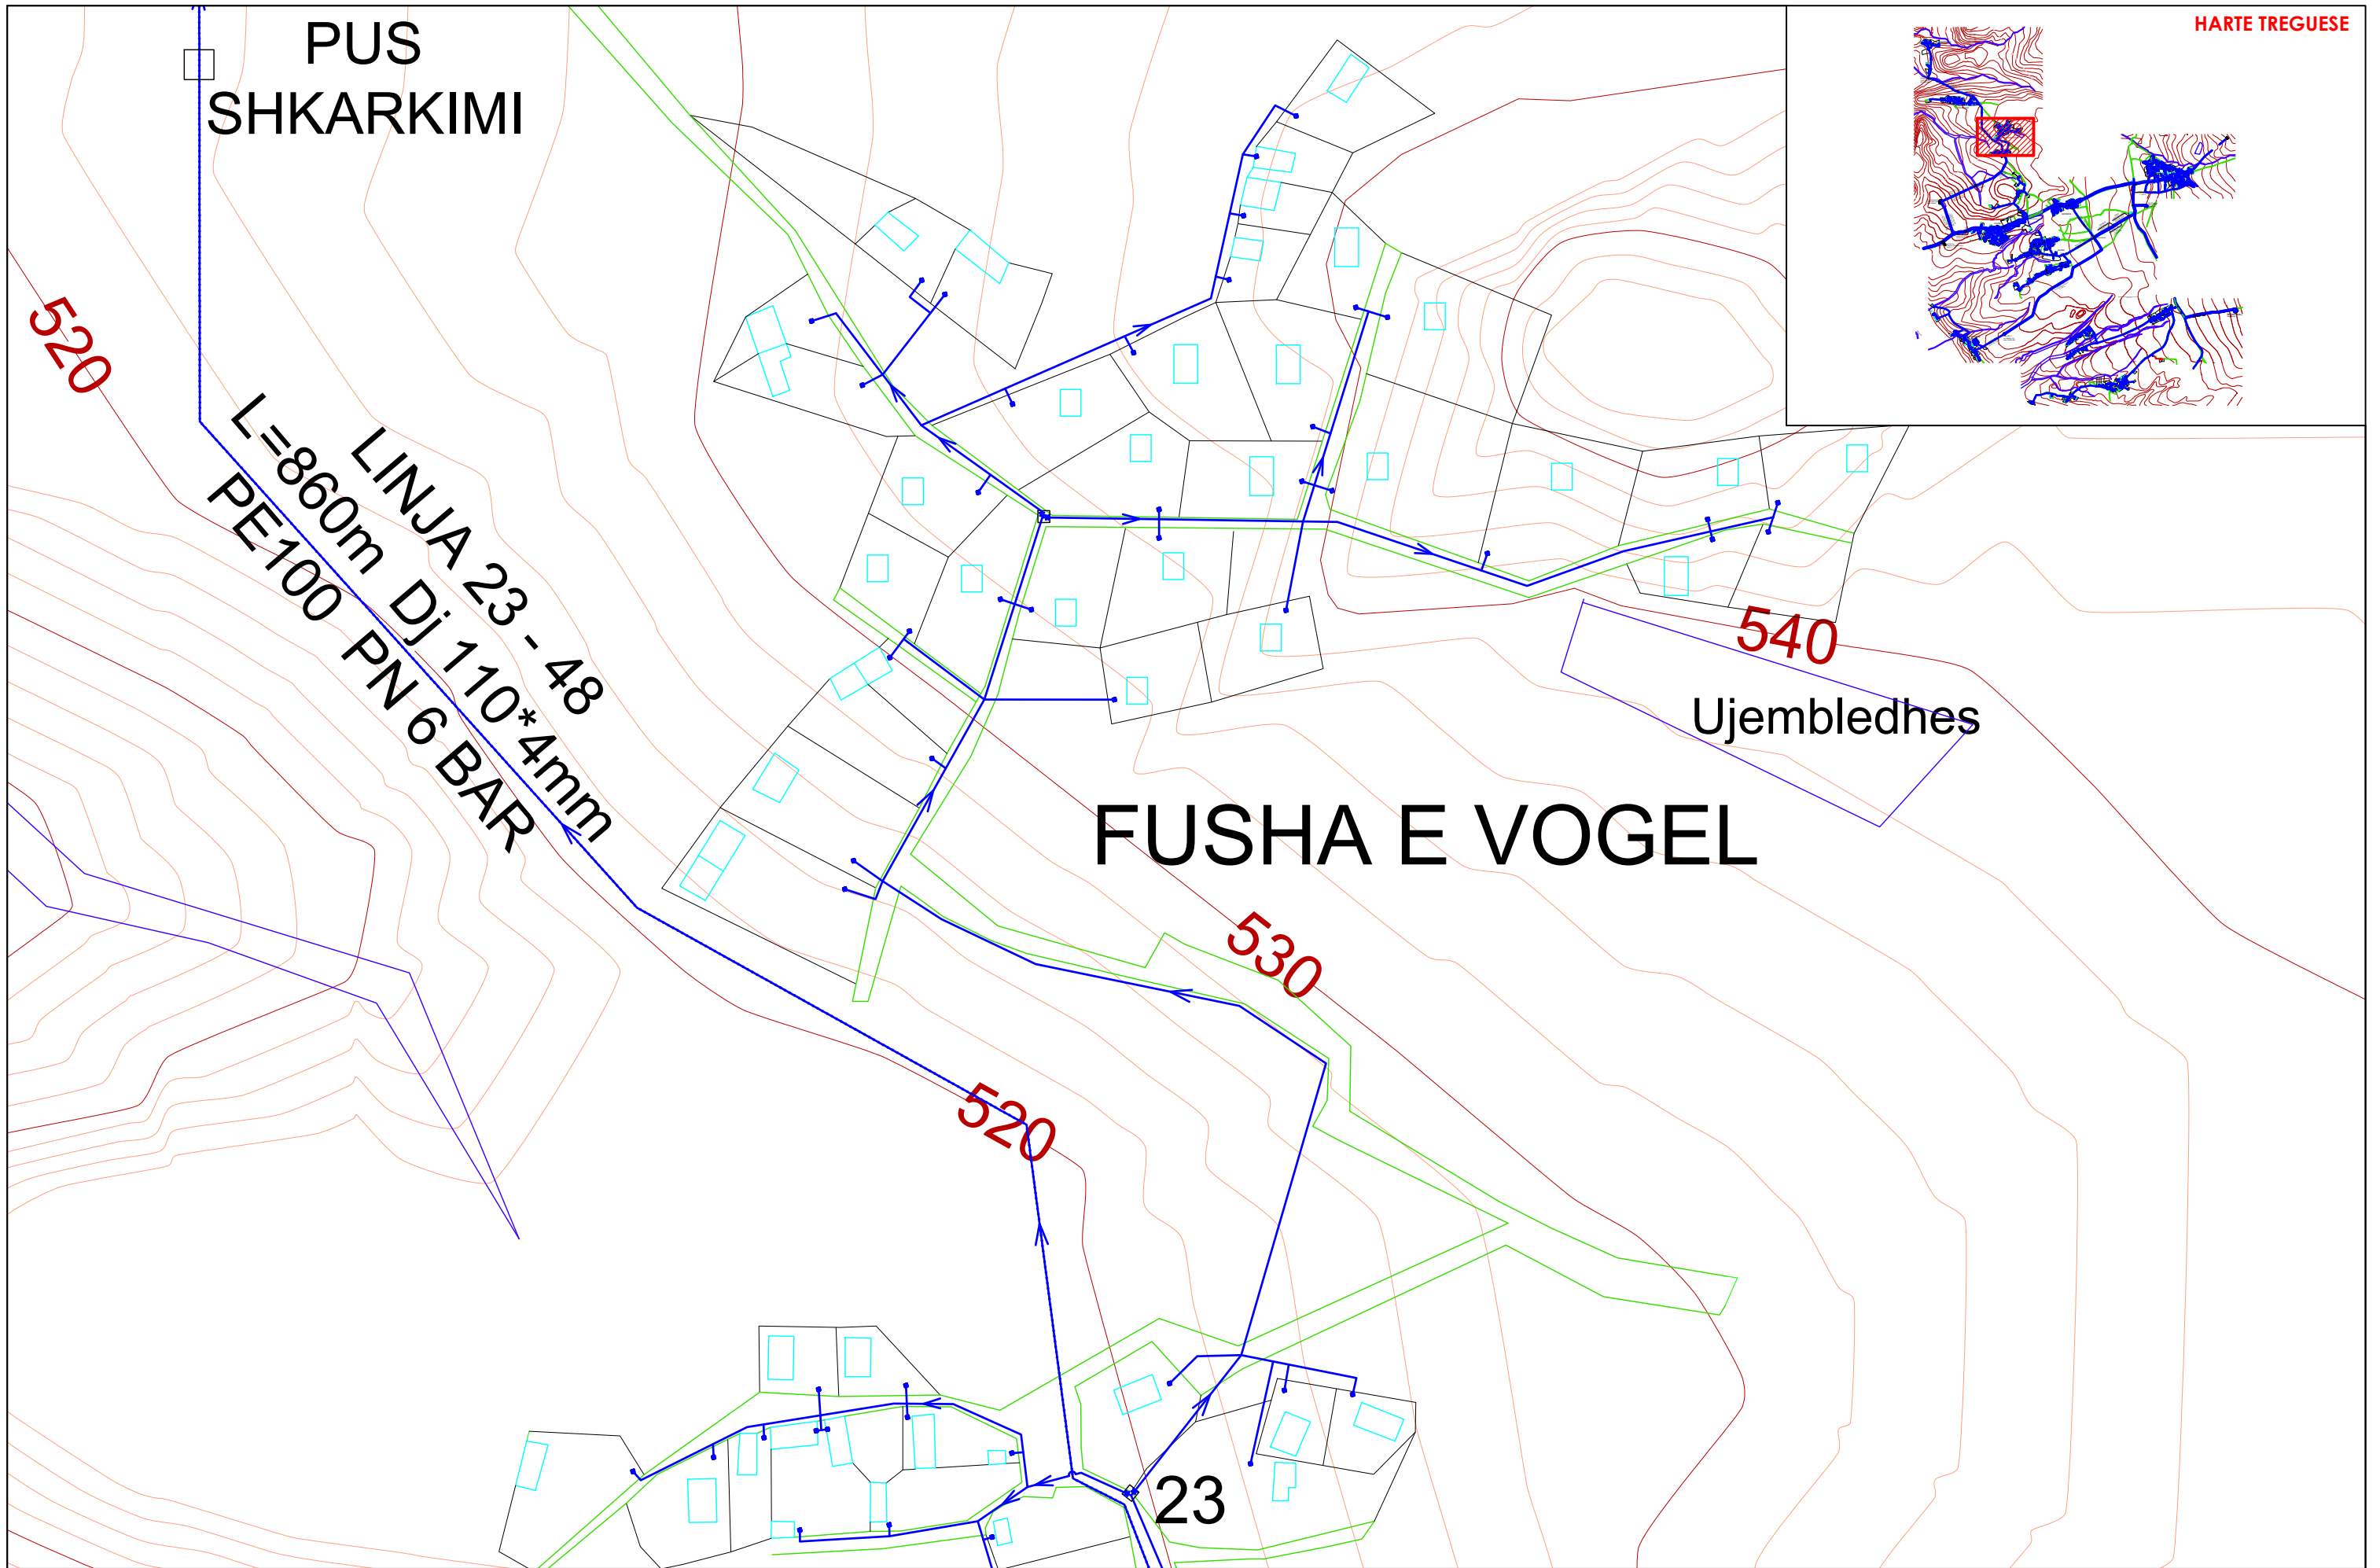 PUS
SHKARKIMI
HARTE TREGUESE
520
LINJA 23 - 48
L=860m Dj 110*4mm
PE100 PN 6 BAR
540
Ujembledhes
FUSHA E VOGEL
530
520
23